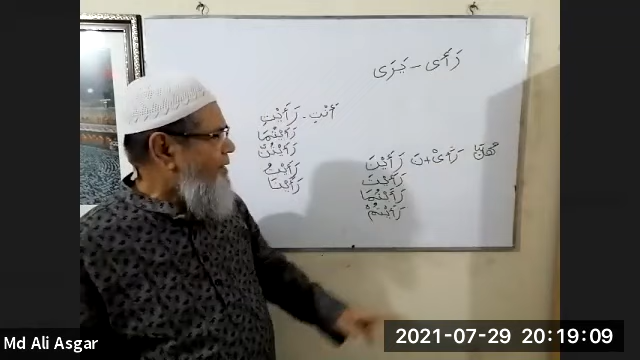 رَأَى - يَرَى
هُنَّ رَأَىْ + نَ رَأَيْنَ
رَأَيْتَ
رَأَيْتُمَا
رَأَيْتُمْ
أَنْتِ - رَأَيْتِ
رَأَيْتُمَا
رَأَيْتُنَّ
رَأَيْتُ
رَأَيْنَا
Md Ali Asgar
2021-07-29 20:19:09